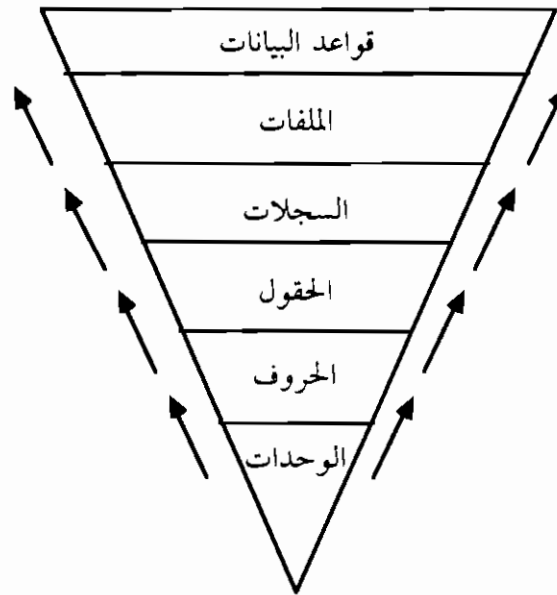 قواعد البيانات
الملفات
السجلات
الحقول
الحروف
الوحدات